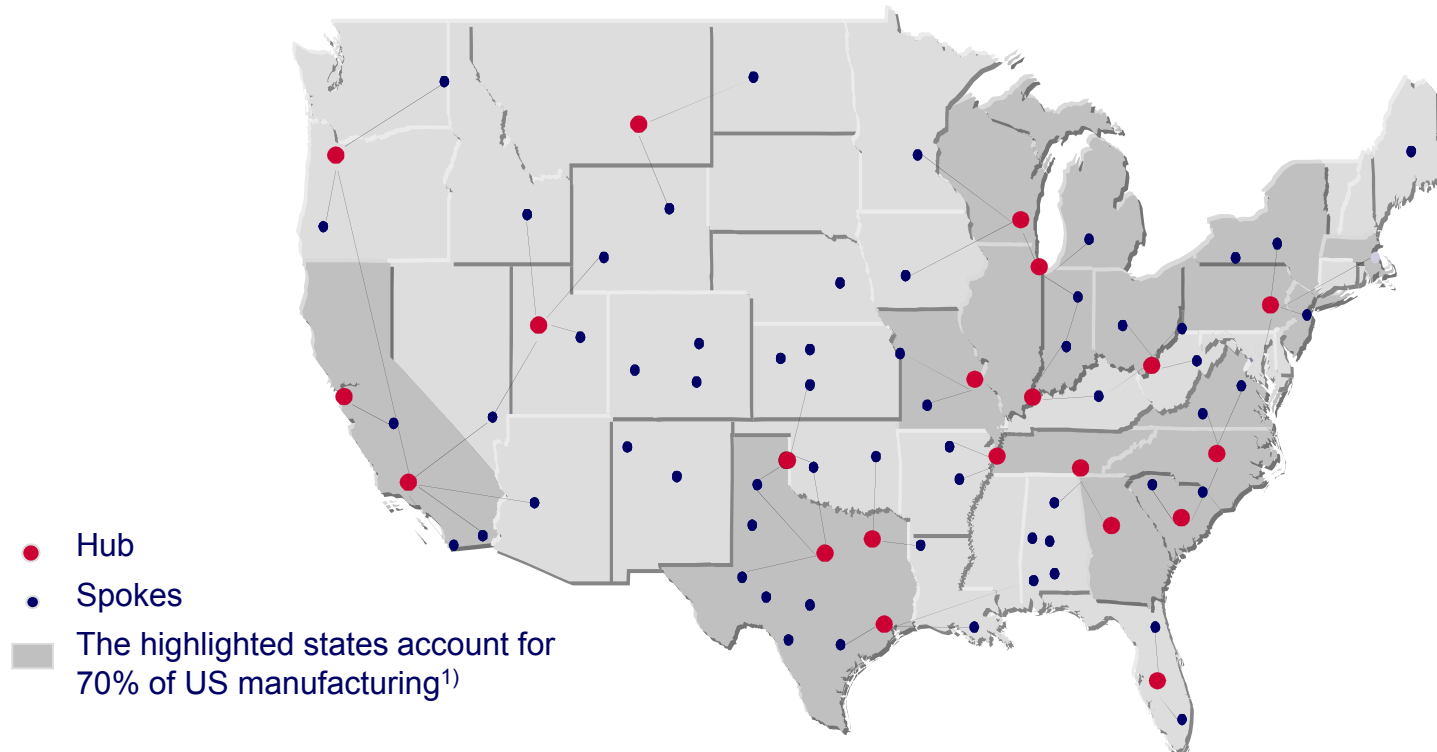 Hub
Spokes
The highlighted states account for
70% of US manufacturing1)